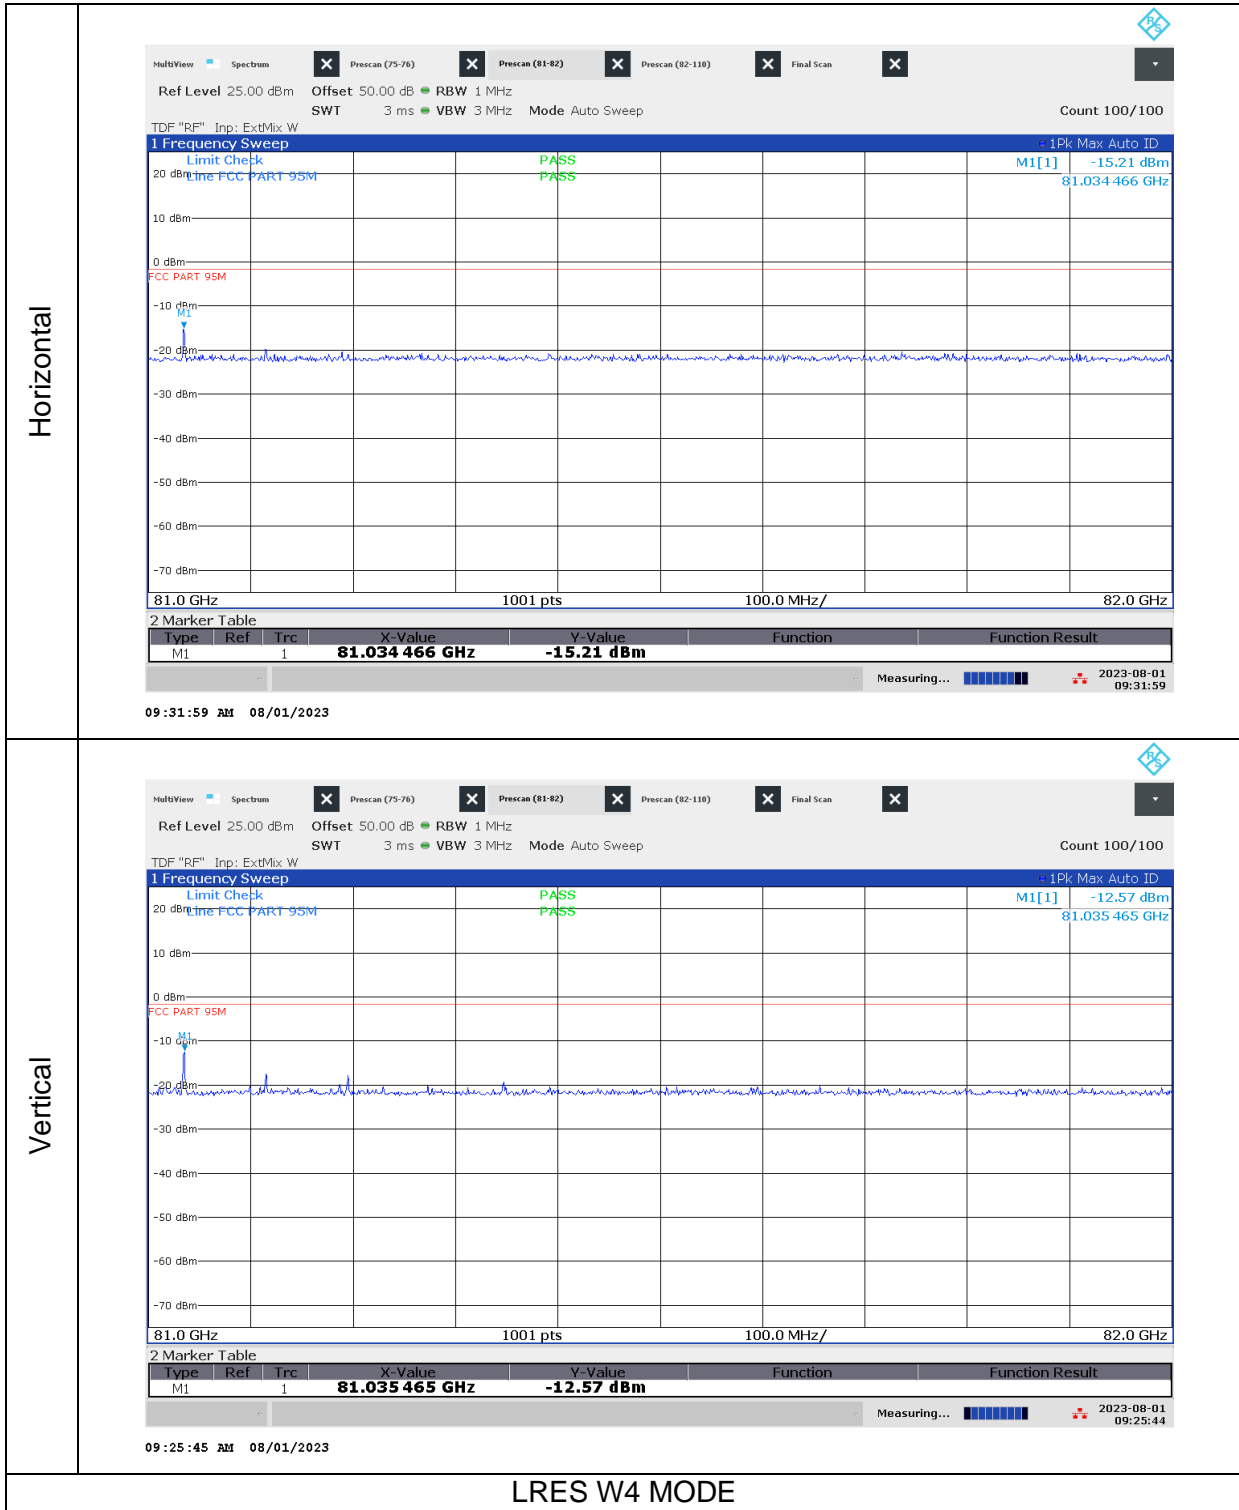 Horizontal
R&S
MultiView Spectrum Prescan (75-76) Prescan (81-82) Prescan (82-110) Final Scan
Ref Level 25.00 dBm Offset 50.00 dB RBW 1 MHz
SWT 3 ms VBW 3 MHz Mode Auto Sweep Count 100/100
TDF "RF" Inp: ExtMix W
1 Frequency Sweep 1Pk Max Auto ID
Limit Check PASS M1[1] -15.21 dBm
20 dBm Line FCC PART 95M PASS 81.034 466 GHz
10 dBm
0 dBm
FCC PART 95M
-10 dBm
M1
-20 dBm
-30 dBm
-40 dBm
-50 dBm
-60 dBm
-70 dBm
81.0 GHz 1001 pts 100.0 MHz/ 82.0 GHz
2 Marker Table
Type Ref Trc X-Value Y-Value Function Function Result
M1 1 81.034 466 GHz -15.21 dBm
Measuring... 2023-08-01
09:31:59
09:31:59 AM 08/01/2023
Vertical
R&S
MultiView Spectrum Prescan (75-76) Prescan (81-82) Prescan (82-110) Final Scan
Ref Level 25.00 dBm Offset 50.00 dB RBW 1 MHz
SWT 3 ms VBW 3 MHz Mode Auto Sweep Count 100/100
TDF "RF" Inp: ExtMix W
1 Frequency Sweep 1Pk Max Auto ID
Limit Check PASS M1[1] -12.57 dBm
20 dBm Line FCC PART 95M PASS 81.035 465 GHz
10 dBm
0 dBm
FCC PART 95M
M1
-10 dBm
-20 dBm
-30 dBm
-40 dBm
-50 dBm
-60 dBm
-70 dBm
81.0 GHz 1001 pts 100.0 MHz/ 82.0 GHz
2 Marker Table
Type Ref Trc X-Value Y-Value Function Function Result
M1 1 81.035 465 GHz -12.57 dBm
Measuring... 2023-08-01
09:25:44
09:25:45 AM 08/01/2023
LRES W4 MODE